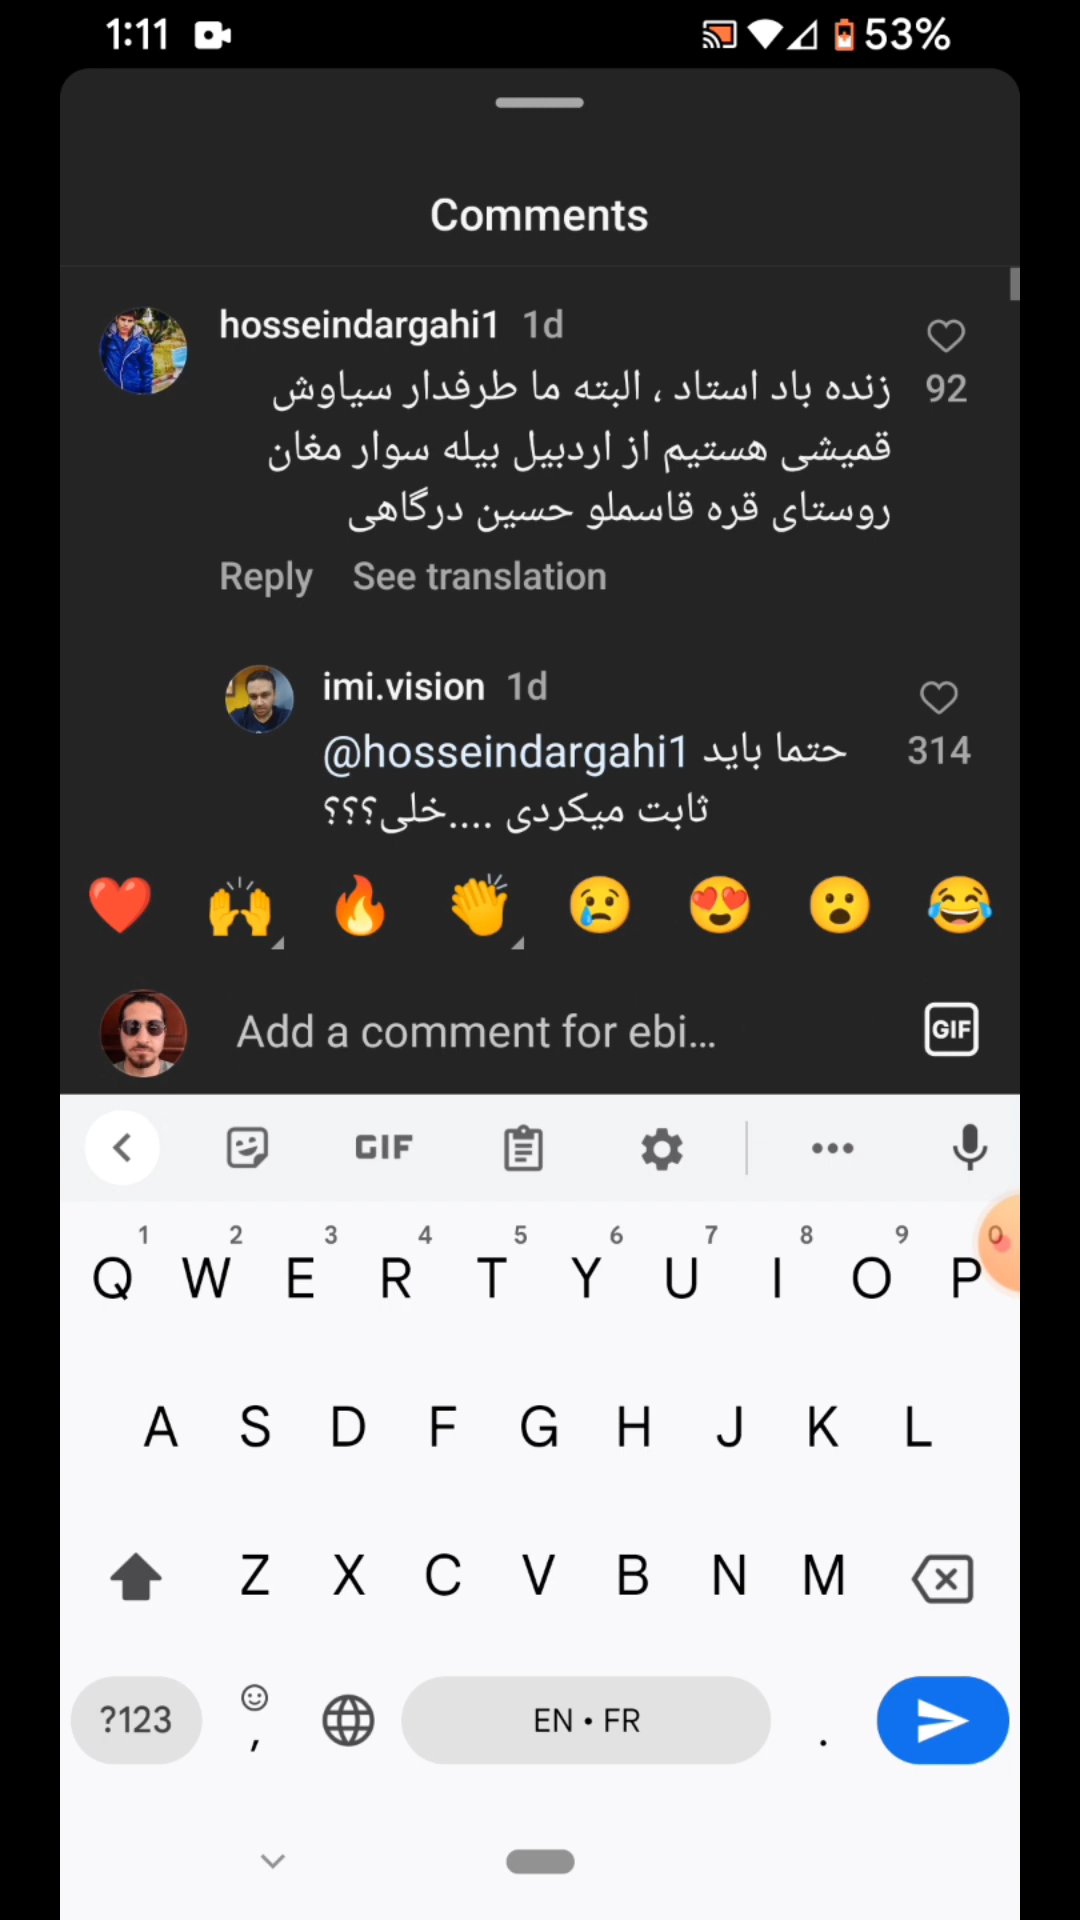 1:11 53%
Comments
hosseindargahi1 1d
زنده باد استاد ، البته ما طرفدار سیاوش
92
قمیشی هستیم از اردبیل بیله سوار مغان
روستای قره قاسملو حسین درگاهی
Reply See translation
imi.vision 1d
@hosseindargahi1 حتما باید
314
ثابت میکردی ....خلی؟؟؟
Add a comment for ebi...
GIF
GIF
1 2 3 4 5 6 7 8 9 0
Q W E R T Y U I O P
A S D F G H J K L
Z X C V B N M
?123 , EN • FR .